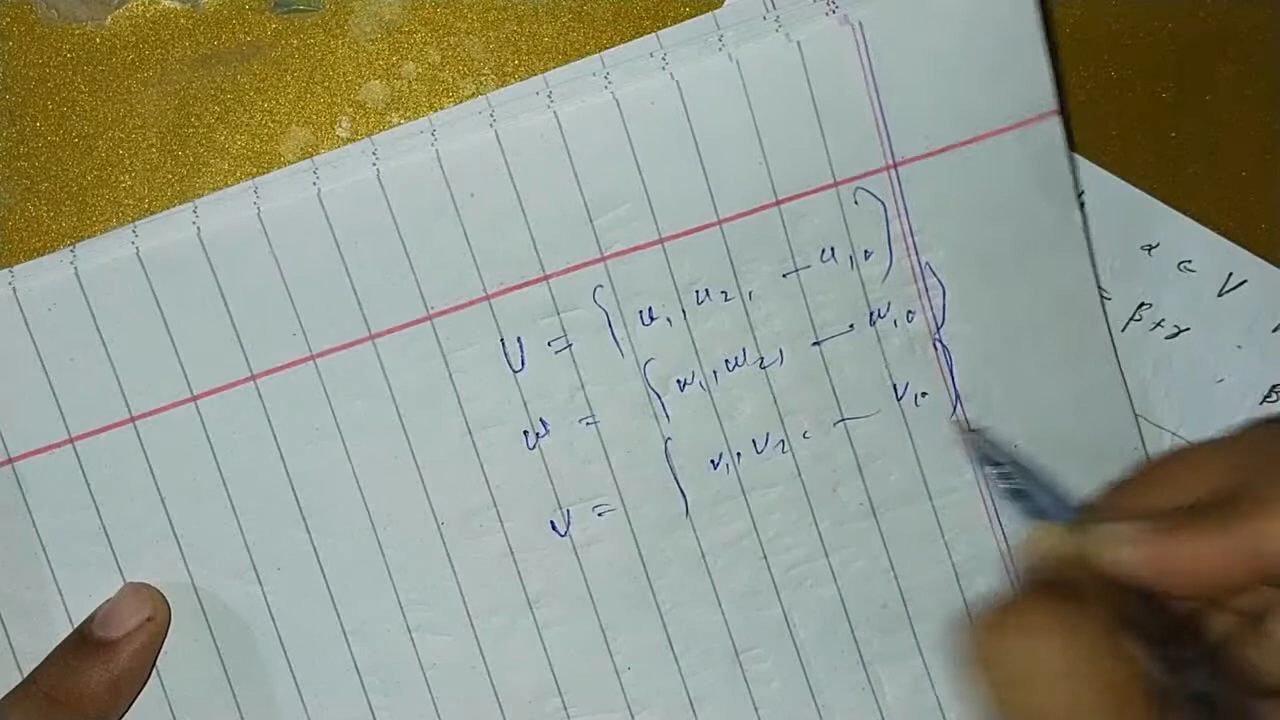 U = { u1, u2, — u10 }
w = { w1, w2, — w10 }
v = { v1, v2, — v10 }
α ∈ V
β+γ